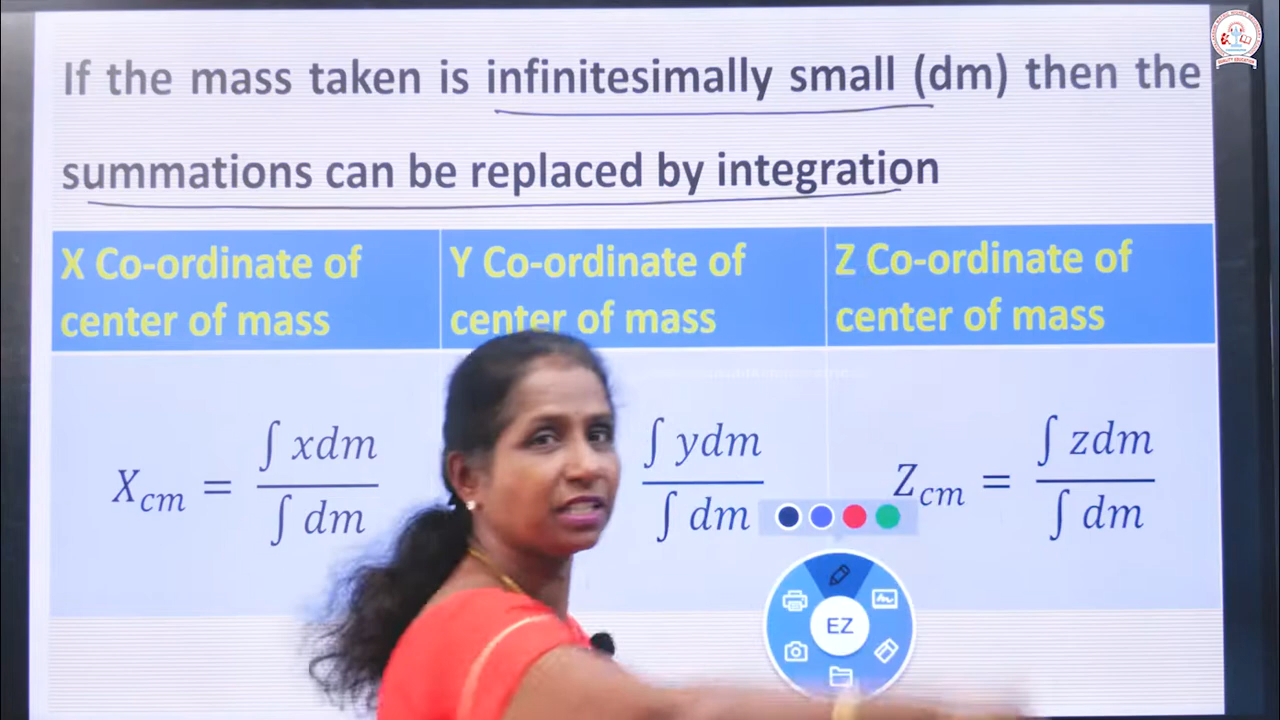 If the mass taken is infinitesimally small (dm) then the
summations can be replaced by integration
X Co-ordinate of center of mass
Y Co-ordinate of center of mass
Z Co-ordinate of center of mass
X_cm = ∫ xdm / ∫ dm
∫ ydm / ∫ dm
Z_cm = ∫ zdm / ∫ dm
EZ
QUALITY EDUCATION